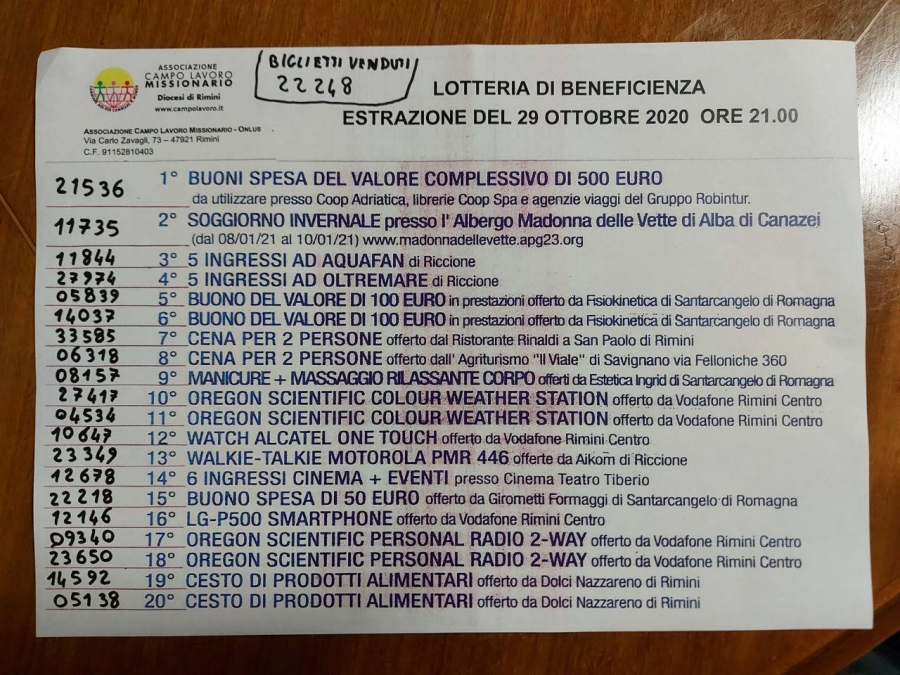 ASSOCIAZIONE
CAMPO LAVORO
MISSIONARIO
Diocesi di Rimini
www.campolavoro.it
BIGLIETTI VENDUTI
22248
LOTTERIA DI BENEFICIENZA
ESTRAZIONE DEL 29 OTTOBRE 2020 ORE 21.00
ASSOCIAZIONE CAMPO LAVORO MISSIONARIO - ONLUS
Via Carlo Zavagli, 73 – 47921 Rimini
C.F. 91152810403
21536 1° BUONI SPESA DEL VALORE COMPLESSIVO DI 500 EURO
da utilizzare presso Coop Adriatica, librerie Coop Spa e agenzie viaggi del Gruppo Robintur.
11735 2° SOGGIORNO INVERNALE presso l'Albergo Madonna delle Vette di Alba di Canazei
(dal 08/01/21 al 10/01/21) www.madonnadellevette.apg23.org
11844 3° 5 INGRESSI AD AQUAFAN di Riccione
27974 4° 5 INGRESSI AD OLTREMARE di Riccione
05839 5° BUONO DEL VALORE DI 100 EURO in prestazioni offerto da Fisiokinetica di Santarcangelo di Romagna
14037 6° BUONO DEL VALORE DI 100 EURO in prestazioni offerto da Fisiokinetica di Santarcangelo di Romagna
33585 7° CENA PER 2 PERSONE offerto dal Ristorante Rinaldi a San Paolo di Rimini
06318 8° CENA PER 2 PERSONE offerto dall' Agriturismo "Il Viale" di Savignano via Felloniche 360
08157 9° MANICURE + MASSAGGIO RILASSANTE CORPO offerti da Estetica Ingrid di Santarcangelo di Romagna
27417 10° OREGON SCIENTIFIC COLOUR WEATHER STATION offerto da Vodafone Rimini Centro
04534 11° OREGON SCIENTIFIC COLOUR WEATHER STATION offerto da Vodafone Rimini Centro
10647 12° WATCH ALCATEL ONE TOUCH offerto da Vodafone Rimini Centro
23349 13° WALKIE-TALKIE MOTOROLA PMR 446 offerte da Aikom di Riccione
12678 14° 6 INGRESSI CINEMA + EVENTI presso Cinema Teatro Tiberio
22218 15° BUONO SPESA DI 50 EURO offerto da Girometti Formaggi di Santarcangelo di Romagna
12146 16° LG-P500 SMARTPHONE offerto da Vodafone Rimini Centro
09340 17° OREGON SCIENTIFIC PERSONAL RADIO 2-WAY offerto da Vodafone Rimini Centro
23650 18° OREGON SCIENTIFIC PERSONAL RADIO 2-WAY offerto da Vodafone Rimini Centro
14592 19° CESTO DI PRODOTTI ALIMENTARI offerto da Dolci Nazzareno di Rimini
05138 20° CESTO DI PRODOTTI ALIMENTARI offerto da Dolci Nazzareno di Rimini